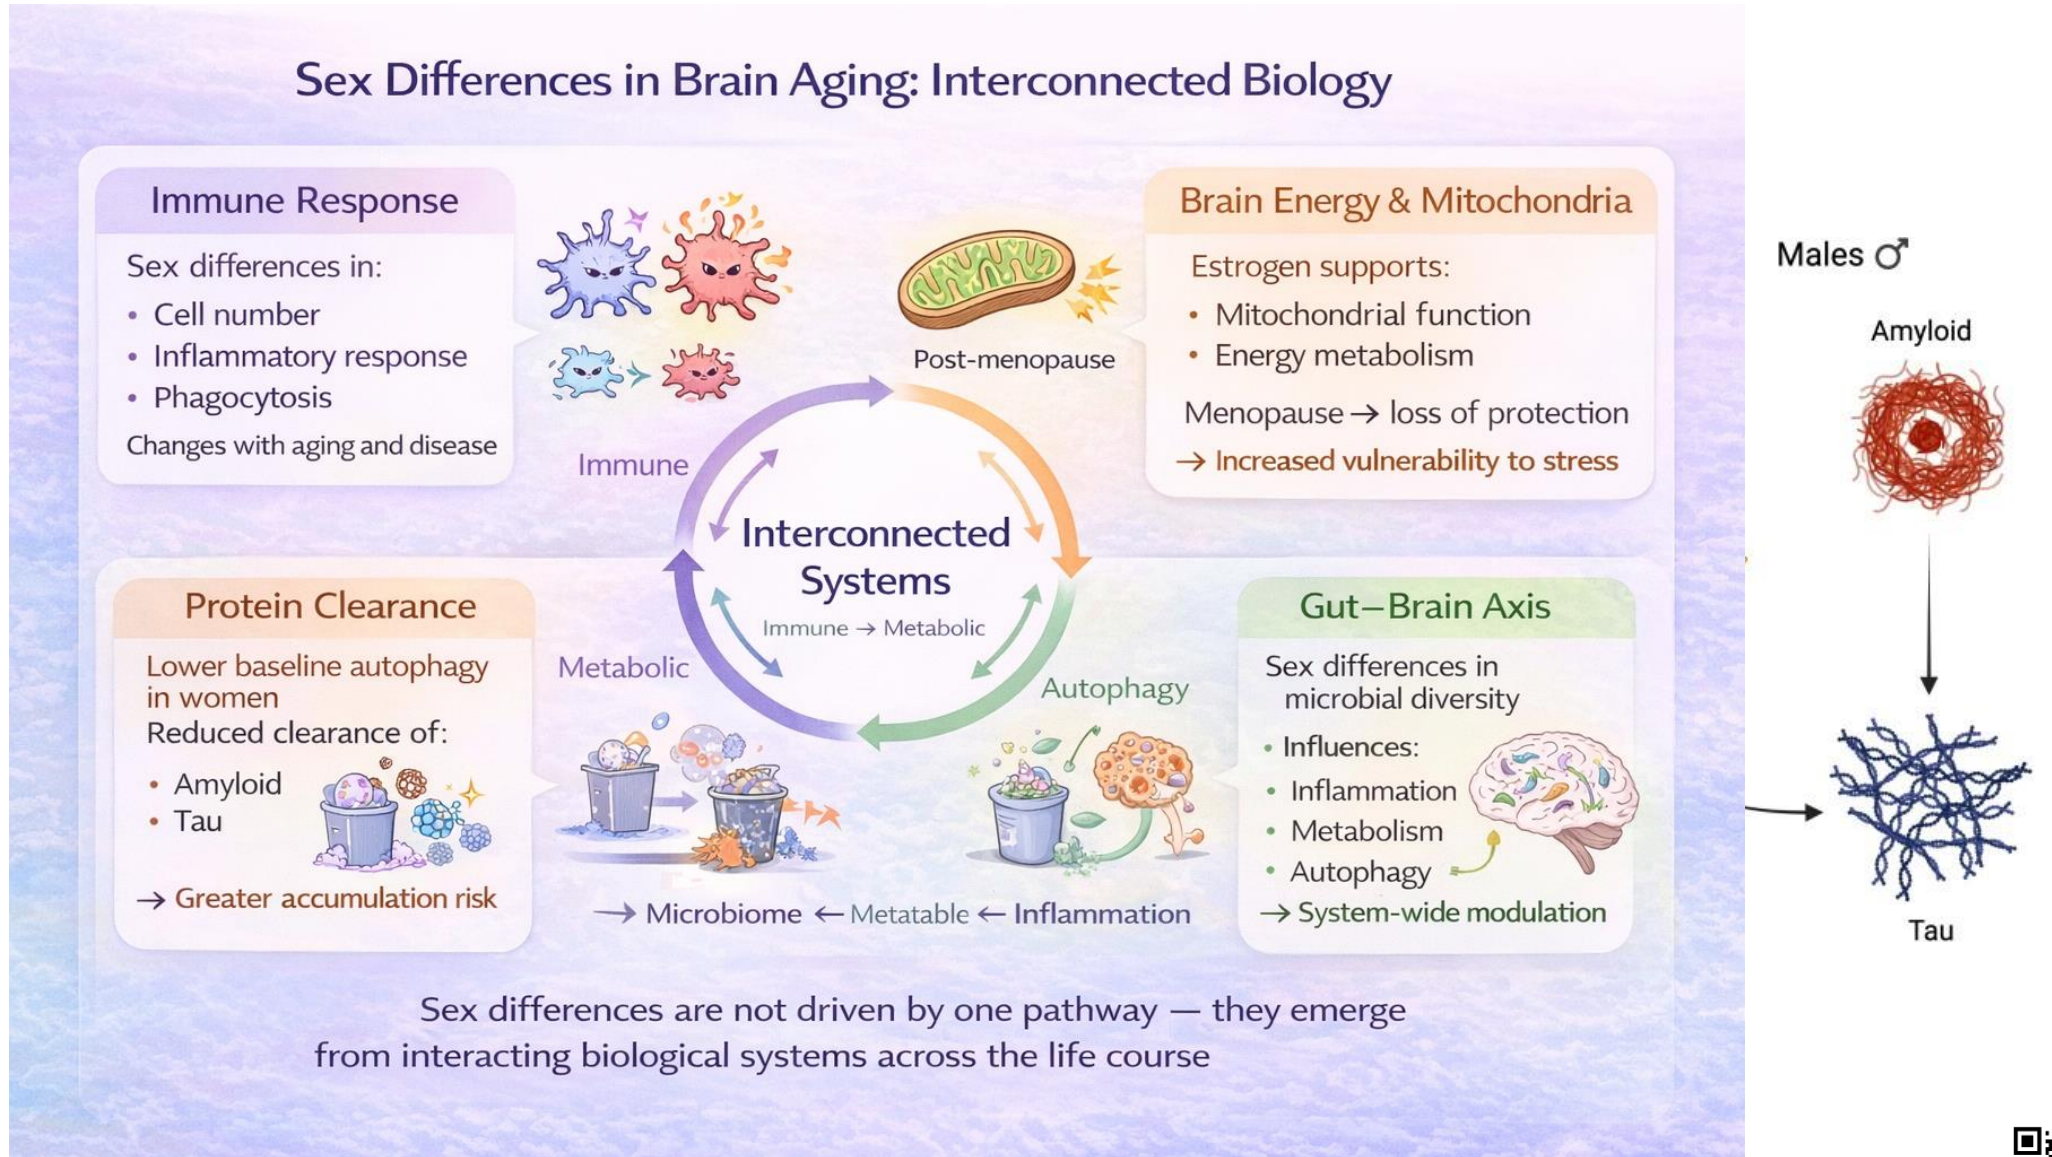 Sex Differences in Brain Aging: Interconnected Biology
Immune Response
Sex differences in:
• Cell number
• Inflammatory response
• Phagocytosis
Changes with aging and disease
Post-menopause
Brain Energy & Mitochondria
Estrogen supports:
• Mitochondrial function
• Energy metabolism
Menopause → loss of protection
→ Increased vulnerability to stress
Immune
Interconnected
Systems
Immune → Metabolic
Metabolic
Autophagy
Protein Clearance
Lower baseline autophagy
in women
Reduced clearance of:
• Amyloid
• Tau
→ Greater accumulation risk
→ Microbiome ← Metatable ← Inflammation
Gut–Brain Axis
Sex differences in
microbial diversity
• Influences:
• Inflammation
• Metabolism
• Autophagy
→ System-wide modulation
Sex differences are not driven by one pathway — they emerge
from interacting biological systems across the life course
Males ♂
Amyloid
Tau